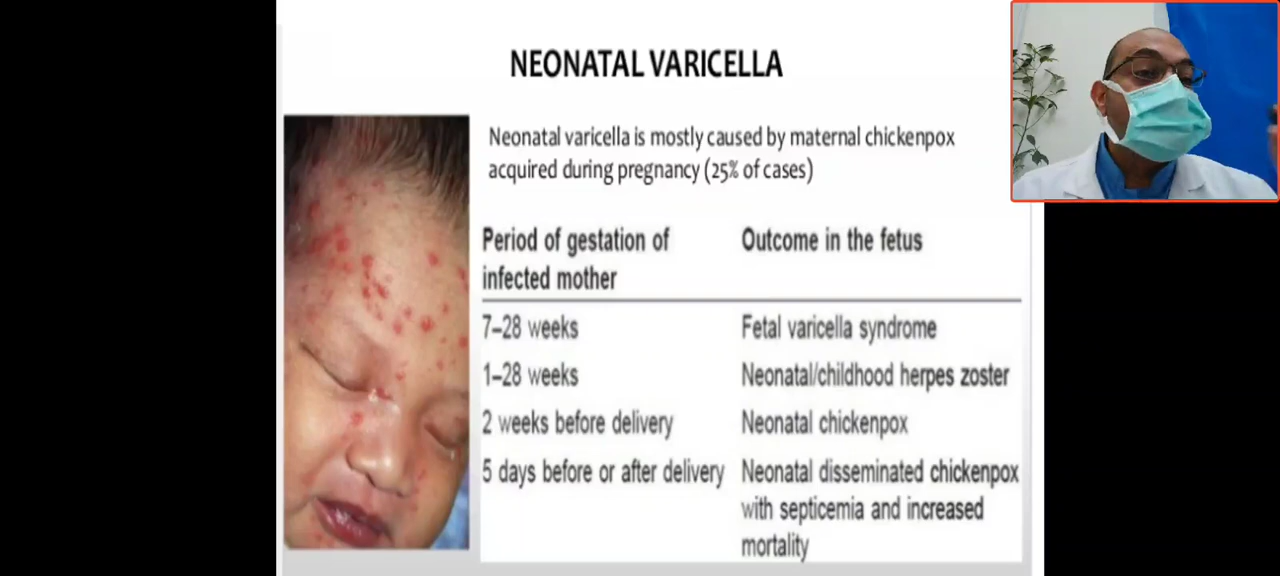 NEONATAL VARICELLA
Neonatal varicella is mostly caused by maternal chickenpox
acquired during pregnancy (25% of cases)
Period of gestation of Outcome in the fetus
infected mother
7–28 weeks Fetal varicella syndrome
1–28 weeks Neonatal/childhood herpes zoster
2 weeks before delivery Neonatal chickenpox
5 days before or after delivery Neonatal disseminated chickenpox
with septicemia and increased
mortality